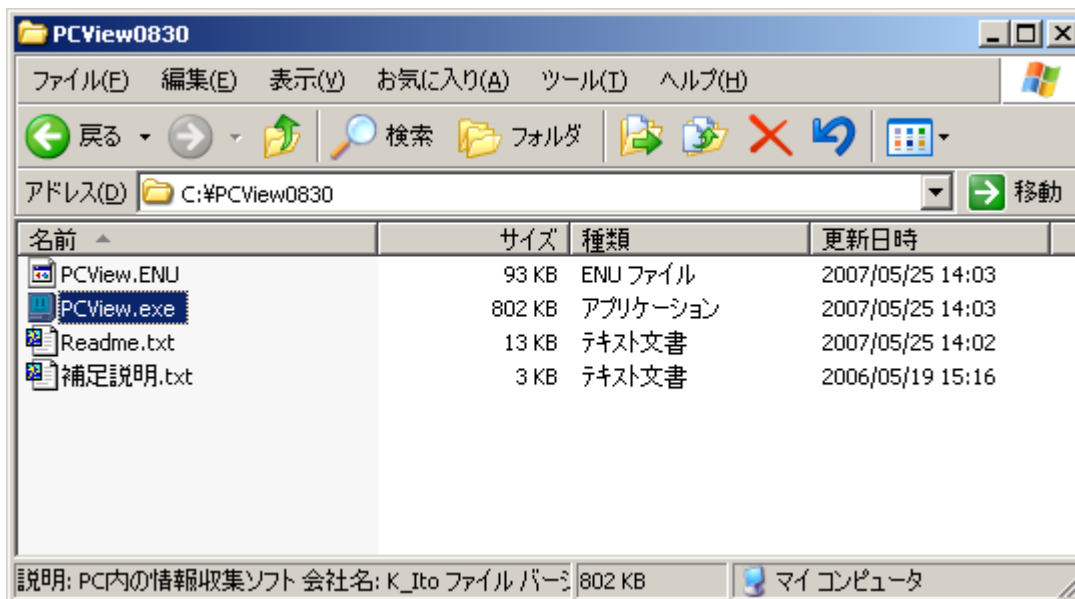 PCView0830
ファイル(F) 編集(E) 表示(V) お気に入り(A) ツール(T) ヘルプ(H)
戻る 検索 フォルダ
アドレス(D) C:¥PCView0830 移動
名前 サイズ 種類 更新日時
PCView.ENU 93 KB ENU ファイル 2007/05/25 14:03
PCView.exe 802 KB アプリケーション 2007/05/25 14:03
Readme.txt 13 KB テキスト文書 2007/05/25 14:02
補足説明.txt 3 KB テキスト文書 2006/05/19 15:16
説明: PC内の情報収集ソフト 会社名: K_Ito ファイル バージ 802 KB マイ コンピュータ